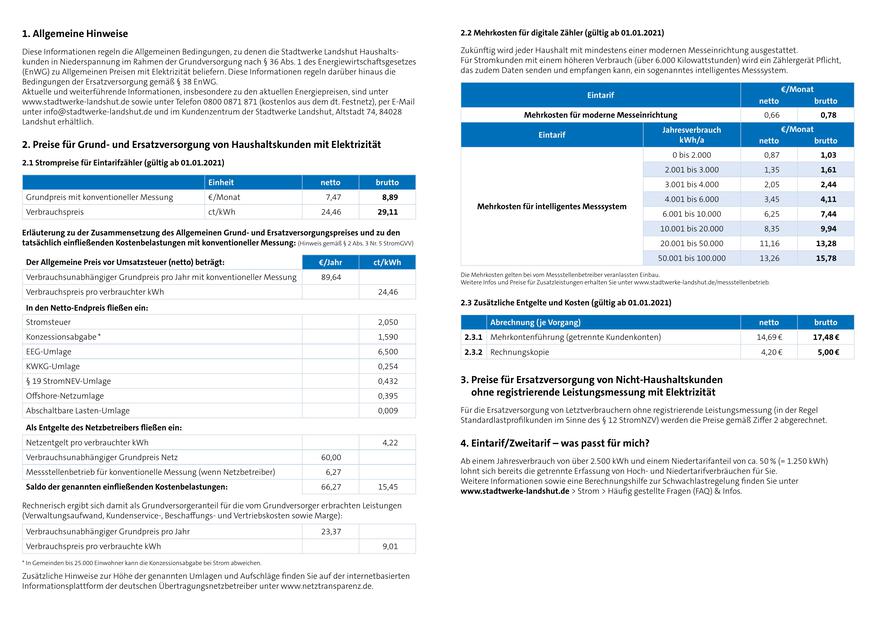 1. Allgemeine Hinweise
Diese Informationen regeln die Allgemeinen Bedingungen, zu denen die Stadtwerke Landshut Haushalts-
kunden in Niederspannung im Rahmen der Grundversorgung nach § 36 Abs. 1 des Energiewirtschaftsgesetzes
(EnWG) zu Allgemeinen Preisen mit Elektrizität beliefern. Diese Informationen regeln darüber hinaus die
Bedingungen der Ersatzversorgung gemäß § 38 EnWG.
Aktuelle und weiterführende Informationen, insbesondere zu den aktuellen Energiepreisen, sind unter
www.stadtwerke-landshut.de sowie unter Telefon 0800 0871 871 (kostenlos aus dem dt. Festnetz), per E-Mail
unter info@stadtwerke-landshut.de und im Kundenzentrum der Stadtwerke Landshut, Altstadt 74, 84028
Landshut erhältlich.
2. Preise für Grund- und Ersatzversorgung von Haushaltskunden mit Elektrizität
2.1 Strompreise für Eintarifzähler (gültig ab 01.01.2021)
Einheit netto brutto
Grundpreis mit konventioneller Messung €/Monat 7,47 8,89
Verbrauchspreis ct/kWh 24,46 29,11
Erläuterung zu der Zusammensetzung des Allgemeinen Grund- und Ersatzversorgungspreises und zu den
tatsächlich einfließenden Kostenbelastungen mit konventioneller Messung: (Hinweis gemäß § 2 Abs. 3 Nr. 5 StromGVV)
Der Allgemeine Preis vor Umsatzsteuer (netto) beträgt: €/Jahr ct/kWh
Verbrauchsunabhängiger Grundpreis pro Jahr mit konventioneller Messung 89,64
Verbrauchspreis pro verbrauchter kWh 24,46
In den Netto-Endpreis fließen ein:
Stromsteuer 2,050
Konzessionsabgabe* 1,590
EEG-Umlage 6,500
KWKG-Umlage 0,254
§ 19 StromNEV-Umlage 0,432
Offshore-Netzumlage 0,395
Abschaltbare Lasten-Umlage 0,009
Als Entgelte des Netzbetreibers fließen ein:
Netzentgelt pro verbrauchter kWh 4,22
Verbrauchsunabhängiger Grundpreis Netz 60,00
Messstellenbetrieb für konventionelle Messung (wenn Netzbetreiber) 6,27
Saldo der genannten einfließenden Kostenbelastungen: 66,27 15,45
Rechnerisch ergibt sich damit als Grundversorgeranteil für die vom Grundversorger erbrachten Leistungen
(Verwaltungsaufwand, Kundenservice-, Beschaffungs- und Vertriebskosten sowie Marge):
Verbrauchsunabhängiger Grundpreis pro Jahr 23,37
Verbrauchspreis pro verbrauchte kWh 9,01
* In Gemeinden bis 25.000 Einwohner kann die Konzessionsabgabe bei Strom abweichen.
Zusätzliche Hinweise zur Höhe der genannten Umlagen und Aufschläge finden Sie auf der internetbasierten
Informationsplattform der deutschen Übertragungsnetzbetreiber unter www.netztransparenz.de.
2.2 Mehrkosten für digitale Zähler (gültig ab 01.01.2021)
Zukünftig wird jeder Haushalt mit mindestens einer modernen Messeinrichtung ausgestattet.
Für Stromkunden mit einem höheren Verbrauch (über 6.000 Kilowattstunden) wird ein Zählergerät Pflicht,
das zudem Daten senden und empfangen kann, ein sogenanntes intelligentes Messsystem.
Eintarif €/Monat
netto brutto
Mehrkosten für moderne Messeinrichtung 0,66 0,78
Eintarif Jahresverbrauch kWh/a €/Monat
netto brutto
0 bis 2.000 0,87 1,03
2.001 bis 3.000 1,35 1,61
3.001 bis 4.000 2,05 2,44
4.001 bis 6.000 3,45 4,11
Mehrkosten für intelligentes Messsystem
6.001 bis 10.000 6,25 7,44
10.001 bis 20.000 8,35 9,94
20.001 bis 50.000 11,16 13,28
50.001 bis 100.000 13,26 15,78
Die Mehrkosten gelten bei vom Messstellenbetreiber veranlassten Einbau.
Weitere Infos und Preise für Zusatzleistungen erhalten Sie unter www.stadtwerke-landshut.de/messstellenbetrieb.
2.3 Zusätzliche Entgelte und Kosten (gültig ab 01.01.2021)
Abrechnung (je Vorgang) netto brutto
2.3.1 Mehrkontenführung (getrennte Kundenkonten) 14,69 € 17,48 €
2.3.2 Rechnungskopie 4,20 € 5,00 €
3. Preise für Ersatzversorgung von Nicht-Haushaltskunden
ohne registrierende Leistungsmessung mit Elektrizität
Für die Ersatzversorgung von Letztverbrauchern ohne registrierende Leistungsmessung (in der Regel
Standardlastprofilkunden im Sinne des § 12 StromNZV) werden die Preise gemäß Ziffer 2 abgerechnet.
4. Eintarif/Zweitarif – was passt für mich?
Ab einem Jahresverbrauch von über 2.500 kWh und einem Niedertarifanteil von ca. 50 % (= 1.250 kWh)
lohnt sich bereits die getrennte Erfassung von Hoch- und Niedertarifverbräuchen für Sie.
Weitere Informationen sowie eine Berechnungshilfe zur Schwachlastregelung finden Sie unter
www.stadtwerke-landshut.de > Strom > Häufig gestellte Fragen (FAQ) & Infos.